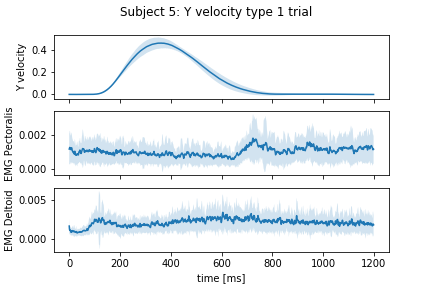 Subject 5: Y velocity type 1 trial
Y velocity
0.4
0.2
0.0
EMG Pectoralis
0.002
0.000
EMG Deltoid
0.005
0.000
0 200 400 600 800 1000 1200
time [ms]